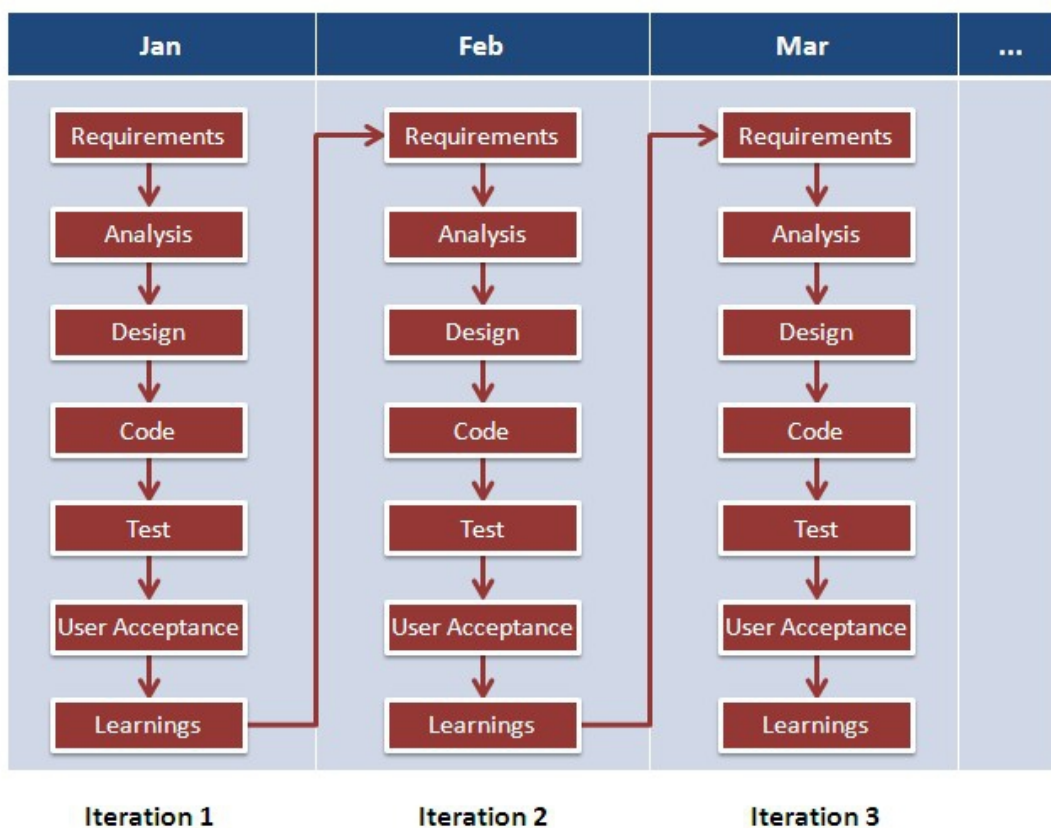 Jan
Feb
Mar
...
Requirements
Analysis
Design
Code
Test
User Acceptance
Learnings
Requirements
Analysis
Design
Code
Test
User Acceptance
Learnings
Requirements
Analysis
Design
Code
Test
User Acceptance
Learnings
Iteration 1
Iteration 2
Iteration 3